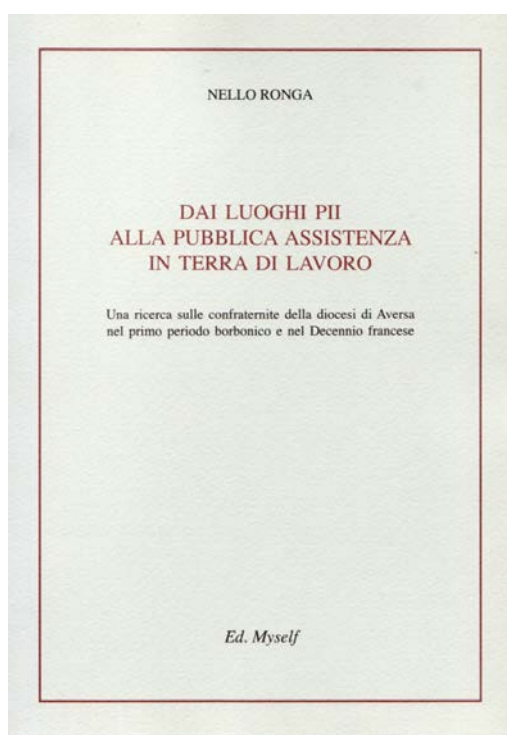 NELLO RONGA
DAI LUOGHI PII
ALLA PUBBLICA ASSISTENZA
IN TERRA DI LAVORO
Una ricerca sulle confraternite della diocesi di Aversa
nel primo periodo borbonico e nel Decennio francese
Ed. Myself